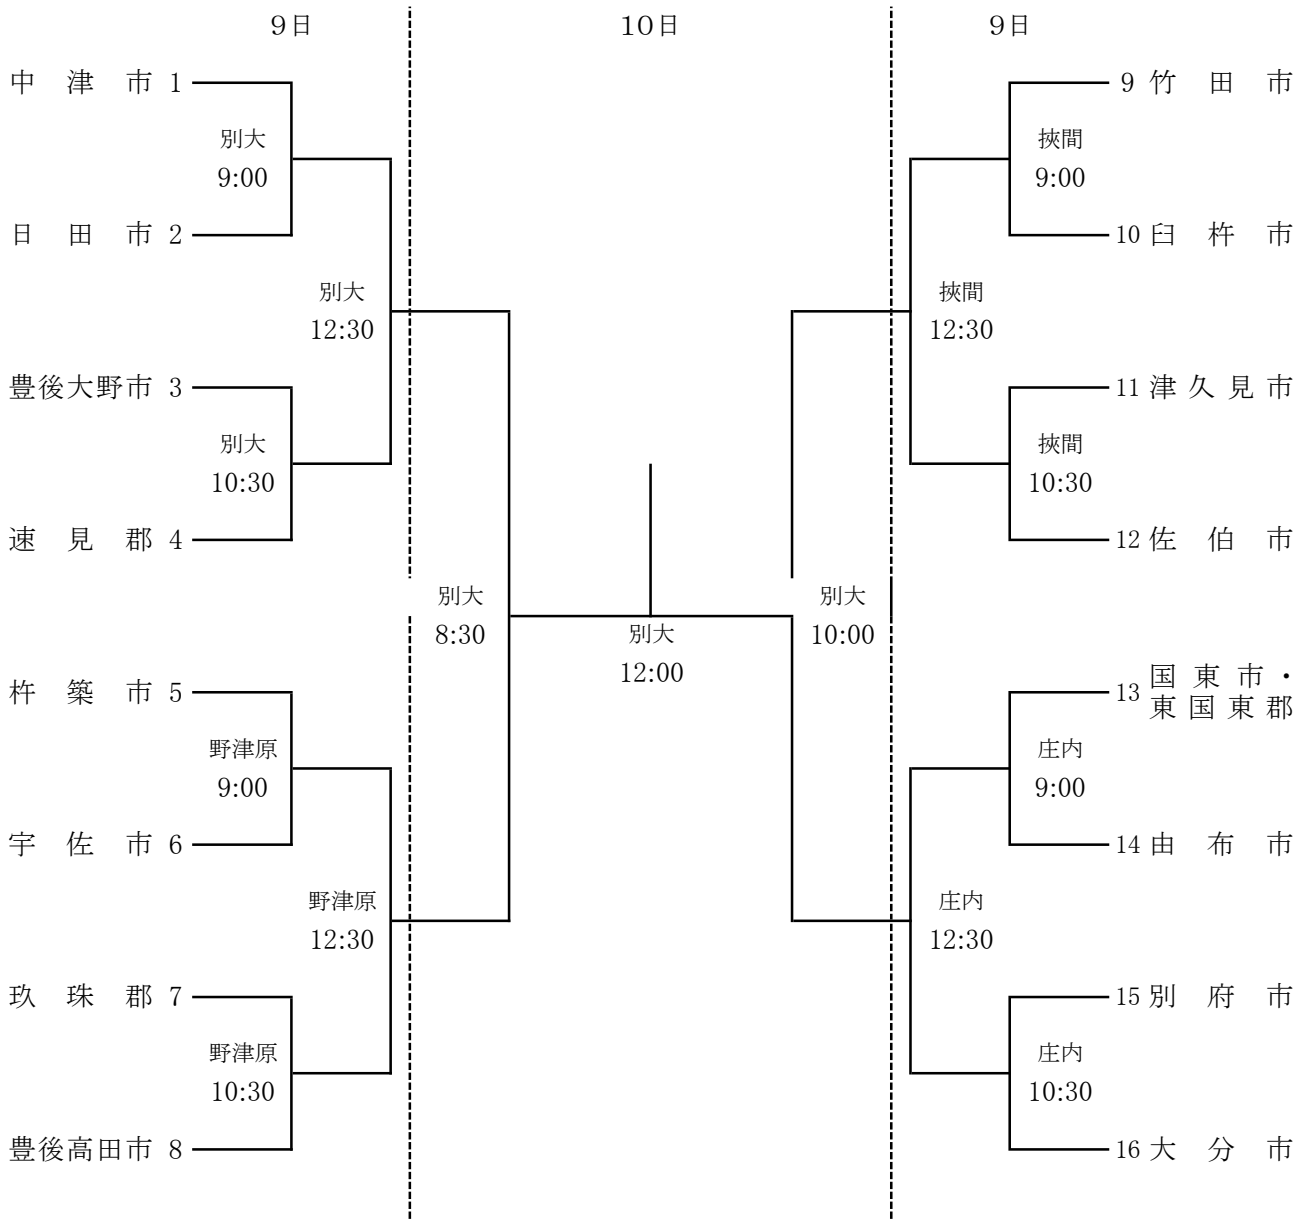 9日
10日
9日
中津市 1
別大
9:00
日田市 2
別大
12:30
豊後大野市 3
別大
10:30
速見郡 4
杵築市 5
野津原
9:00
宇佐市 6
野津原
12:30
玖珠郡 7
野津原
10:30
豊後高田市 8
別大
8:30
別大
12:00
別大
10:00
9 竹田市
挾間
9:00
10 臼杵市
挾間
12:30
11 津久見市
挾間
10:30
12 佐伯市
13 国東市・
東国東郡
庄内
9:00
14 由布市
庄内
12:30
15 別府市
庄内
10:30
16 大分市